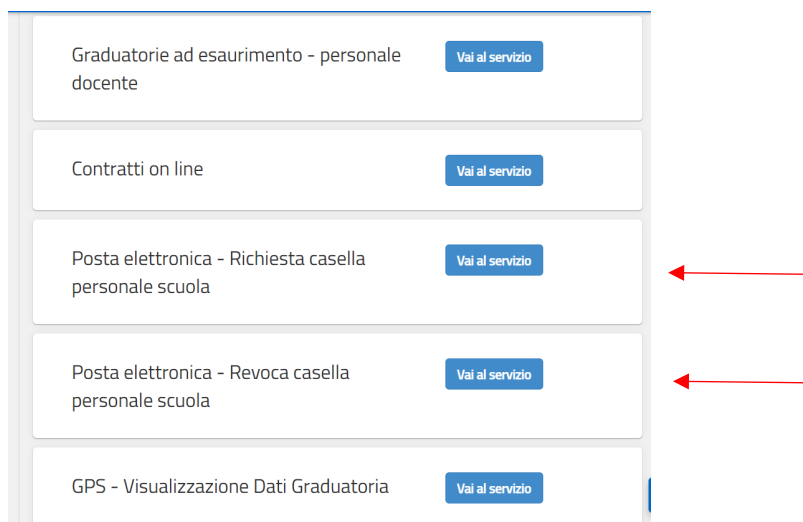 Graduatorie ad esaurimento - personale
docente
Vai al servizio
Contratti on line
Vai al servizio
Posta elettronica - Richiesta casella
personale scuola
Vai al servizio
Posta elettronica - Revoca casella
personale scuola
Vai al servizio
GPS - Visualizzazione Dati Graduatoria
Vai al servizio